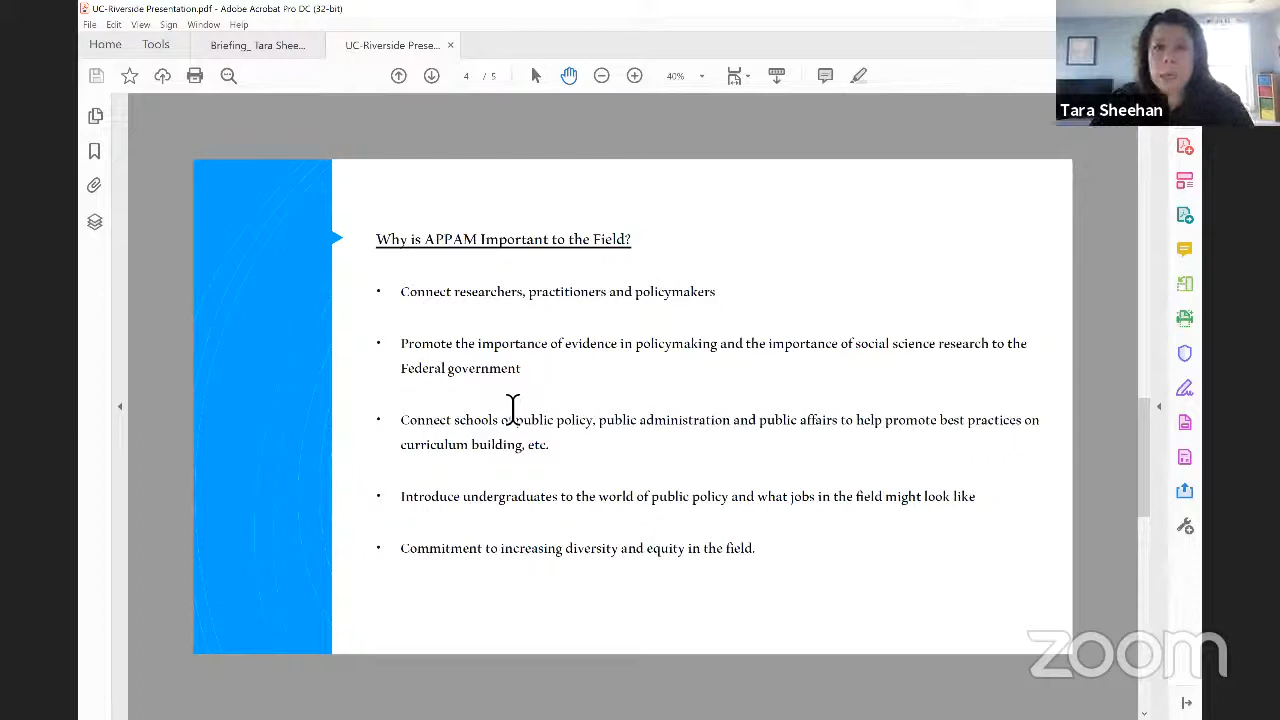 UC-Riverside Presentation.pdf - Adobe Acrobat Pro DC (32-bit)
File Edit View Sign Window Help
Home Tools Briefing_ Tara Shee... UC-Riverside Prese... ×
4 / 5 40%
Tara Sheehan
Why is APPAM Important to the Field?
• Connect researchers, practitioners and policymakers
• Promote the importance of evidence in policymaking and the importance of social science research to the
Federal government
• Connect schools public policy, public administration and public affairs to help promote best practices on
curriculum building, etc.
• Introduce undergraduates to the world of public policy and what jobs in the field might look like
• Commitment to increasing diversity and equity in the field.
zoom